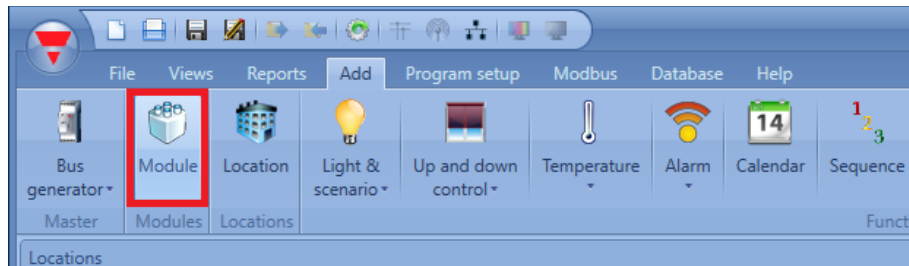 File Views Reports Add Program setup Modbus Database Help
14
1
2
3
Bus Module Location Light & Up and down Temperature Alarm Calendar Sequence
generator scenario control
Master Modules Locations Funct
Locations